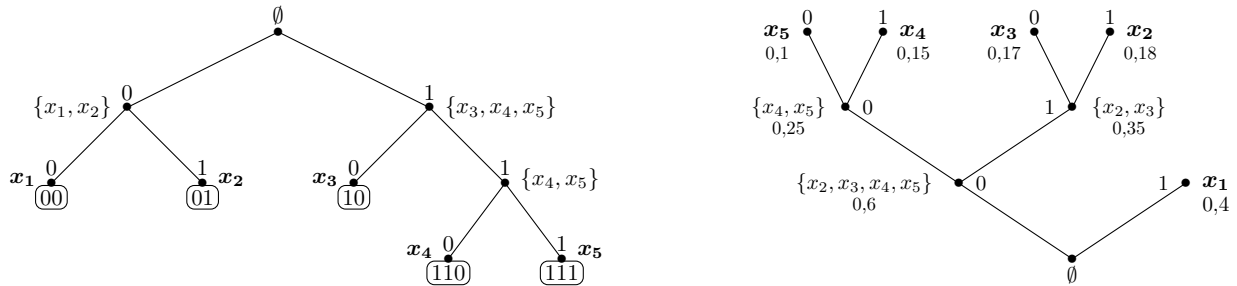 ∅
0
{x₁, x₂}
1
{x₃, x₄, x₅}
0
x₁
00
1
x₂
01
0
x₃
10
1
{x₄, x₅}
0
x₄
110
1
x₅
111
0
x₅
0,1
1
x₄
0,15
0
x₃
0,17
1
x₂
0,18
{x₄, x₅}
0
0,25
1
{x₂, x₃}
0,35
{x₂, x₃, x₄, x₅}
0
0,6
1
x₁
0,4
∅